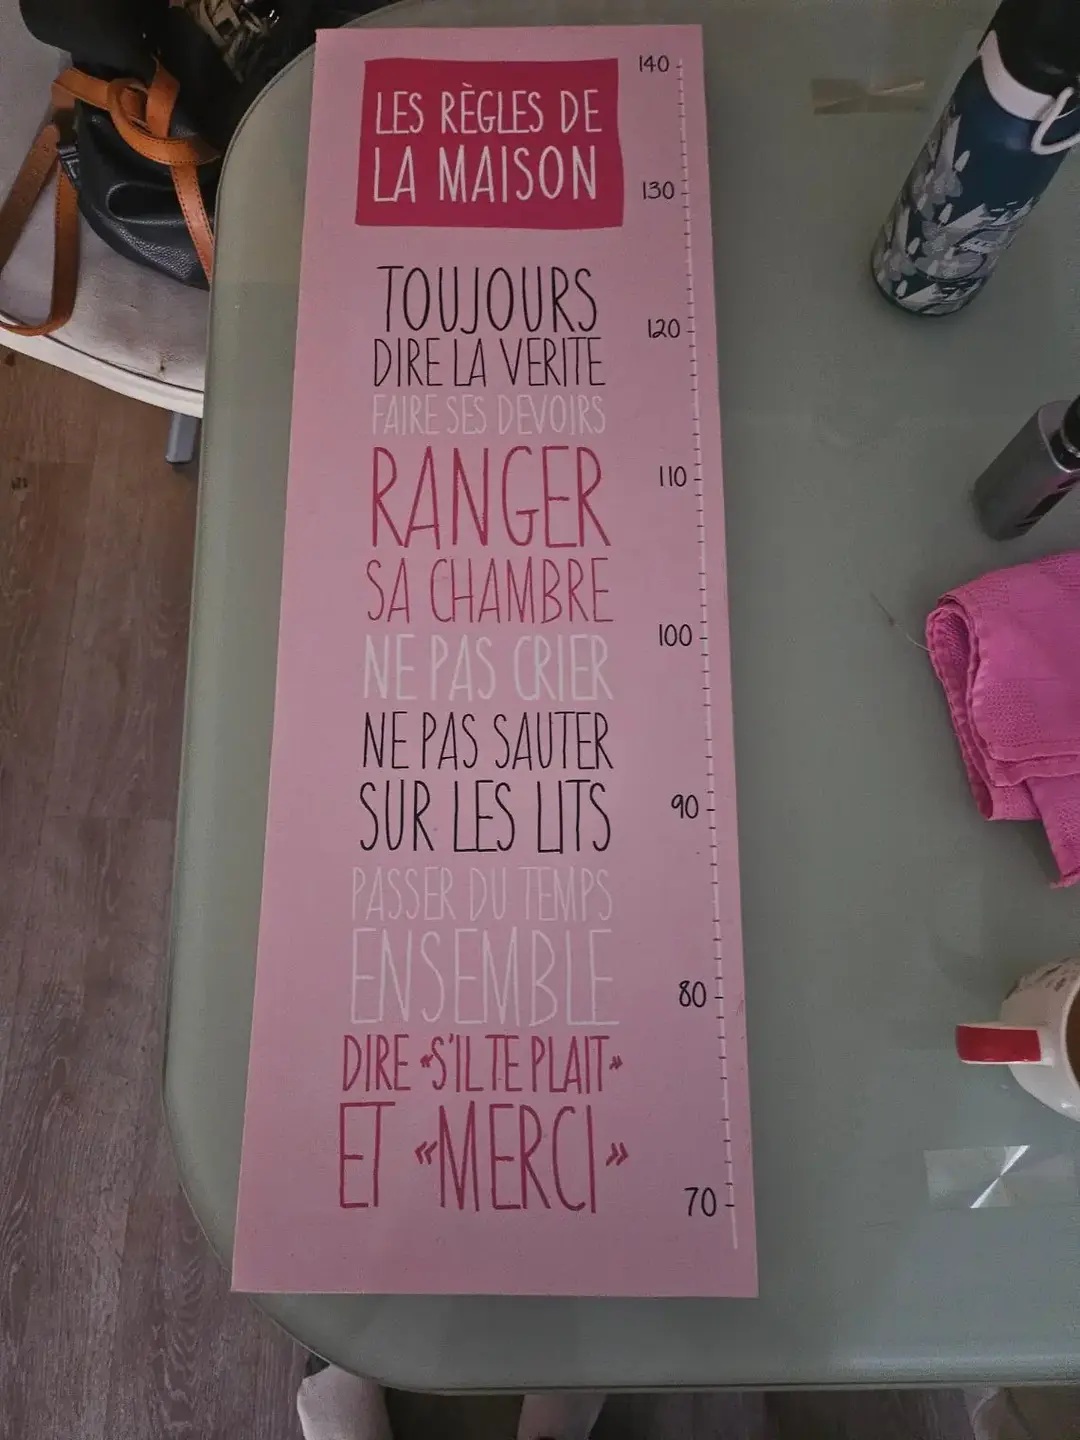 LES RÈGLES DE
LA MAISON
TOUJOURS
DIRE LA VERITE
FAIRE SES DEVOIRS
RANGER
SA CHAMBRE
NE PAS CRIER
NE PAS SAUTER
SUR LES LITS
PASSER DU TEMPS
ENSEMBLE
DIRE «S'IL TE PLAIT»
ET «MERCI»
140
130
120
110
100
90
80
70